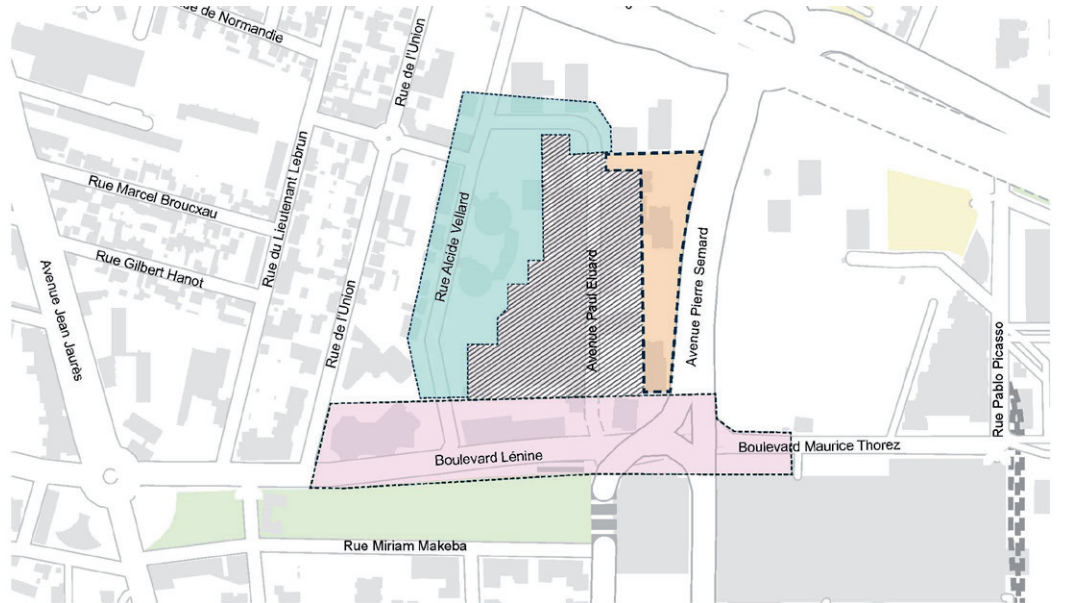 Rue de Normandie
Rue de l'Union
Rue Marcel Broucxau
Rue du Lieutenant Lebrun
Rue Alcide Vellard
Rue Gilbert Hanot
Avenue Jean Jaurès
Rue de l'Union
Avenue Paul Eluard
Avenue Pierre Semard
Rue Pablo Picasso
Boulevard Lénine
Boulevard Maurice Thorez
Rue Miriam Makeba